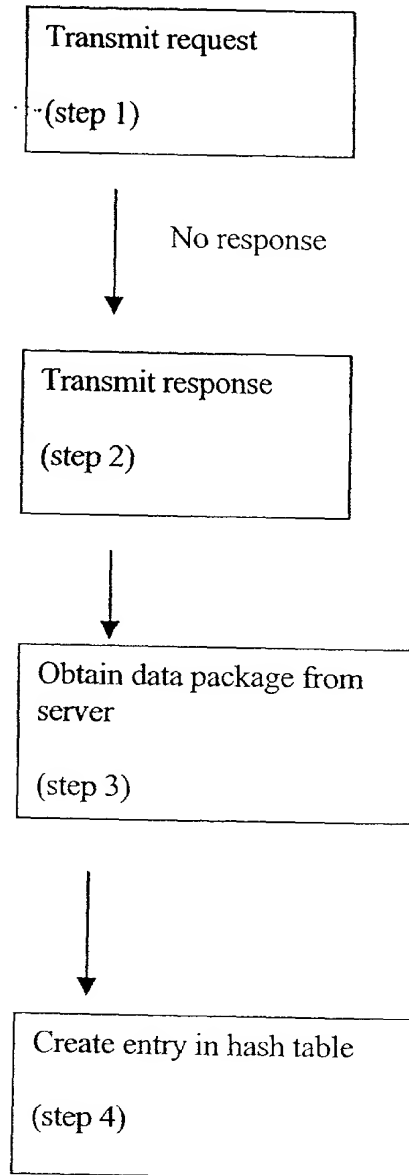 Transmit request
(step 1)
No response
Transmit response
(step 2)
Obtain data package from
server
(step 3)
Create entry in hash table
(step 4)